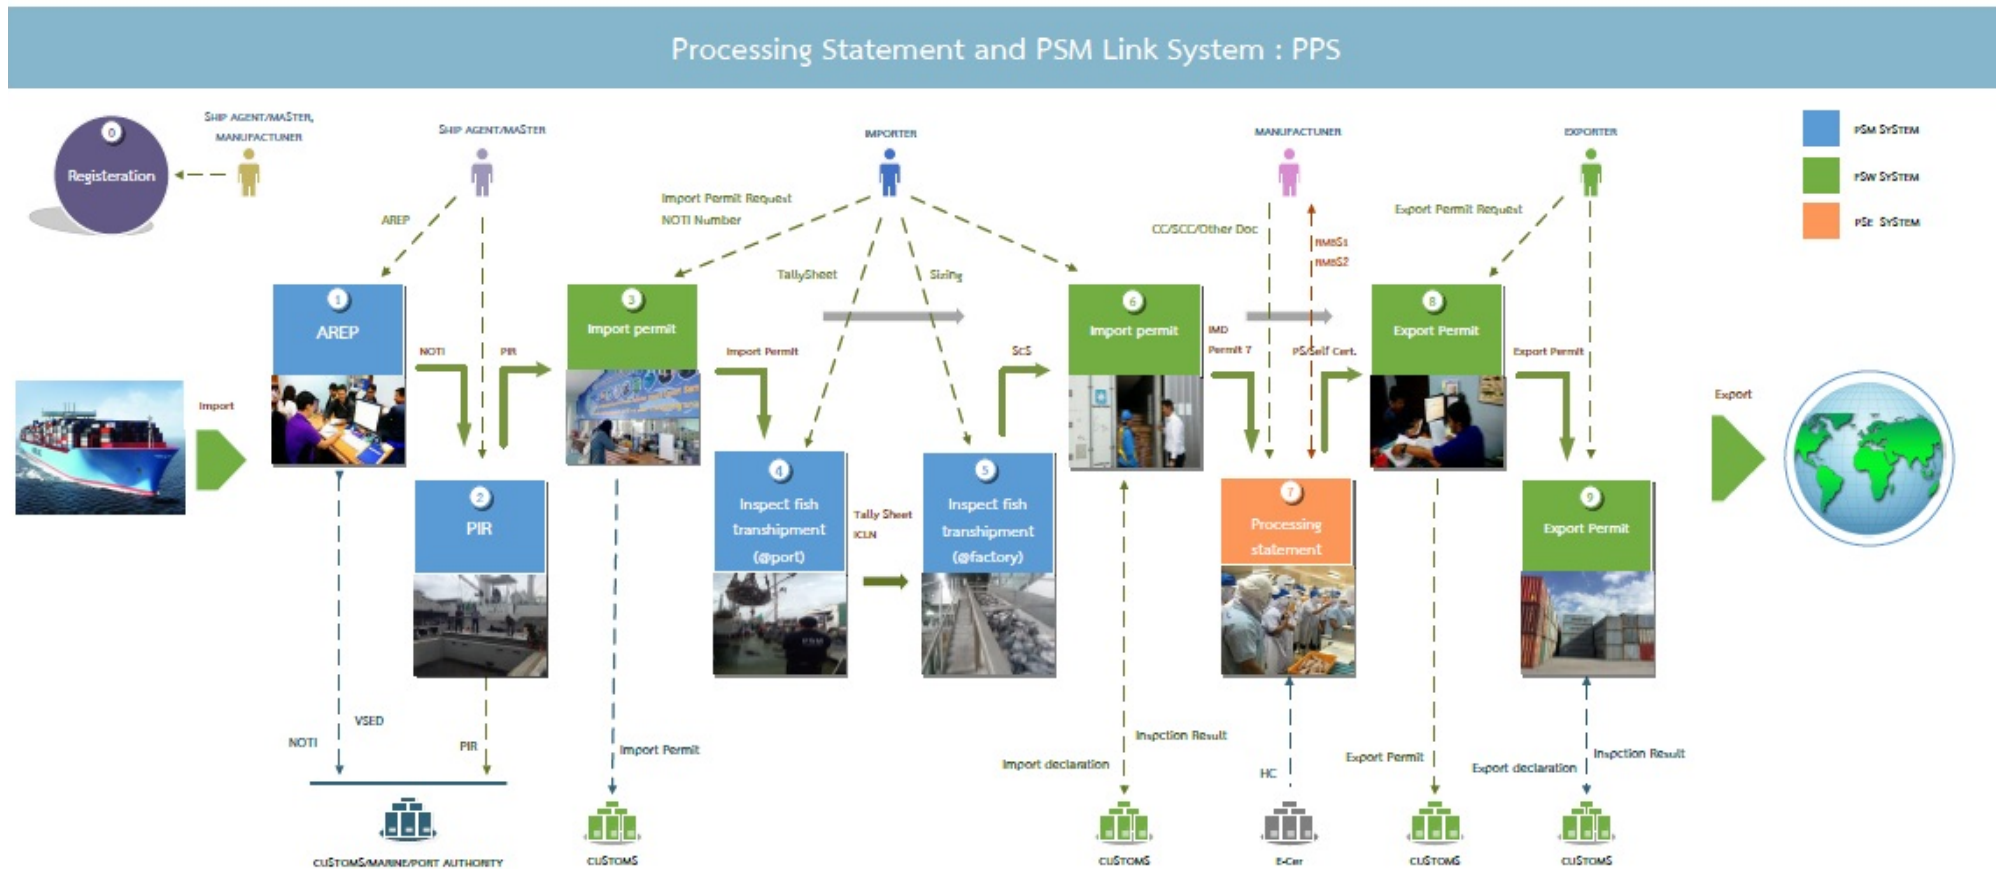 Processing Statement and PSM Link System : PPS
0
Registeration
SHIP AGENT/MASTER,
MANUFACTUNER
SHIP AGENT/MASTER
IMPORTER
MANUFACTUNER
EXPORTER
PSM SYSTEM
FSW SYSTEM
PSE SYSTEM
AREP
Import Permit Request
NOTI Number
TallySheet
Sizing
CC/SCC/Other Doc
RMBS1
RMBS2
Export Permit Request
Import
1
AREP
NOTI
PIR
2
PIR
3
Import permit
Import Permit
4
Inspect fish
transhipment
(@port)
Tally Sheet
ICLN
5
Inspect fish
transhipment
(@factory)
SCS
6
Import permit
IMD
Permit 7
PS/Self Cert.
7
Processing
statement
8
Export Permit
Export Permit
9
Export Permit
Export
NOTI
VSED
PIR
Import Permit
Import declaration
Inspction Result
HC
Export Permit
Export declaration
Inspction Result
CUSTOMS/MARINE/PORT AUTHORITY
CUSTOMS
CUSTOMS
E-Cer
CUSTOMS
CUSTOMS